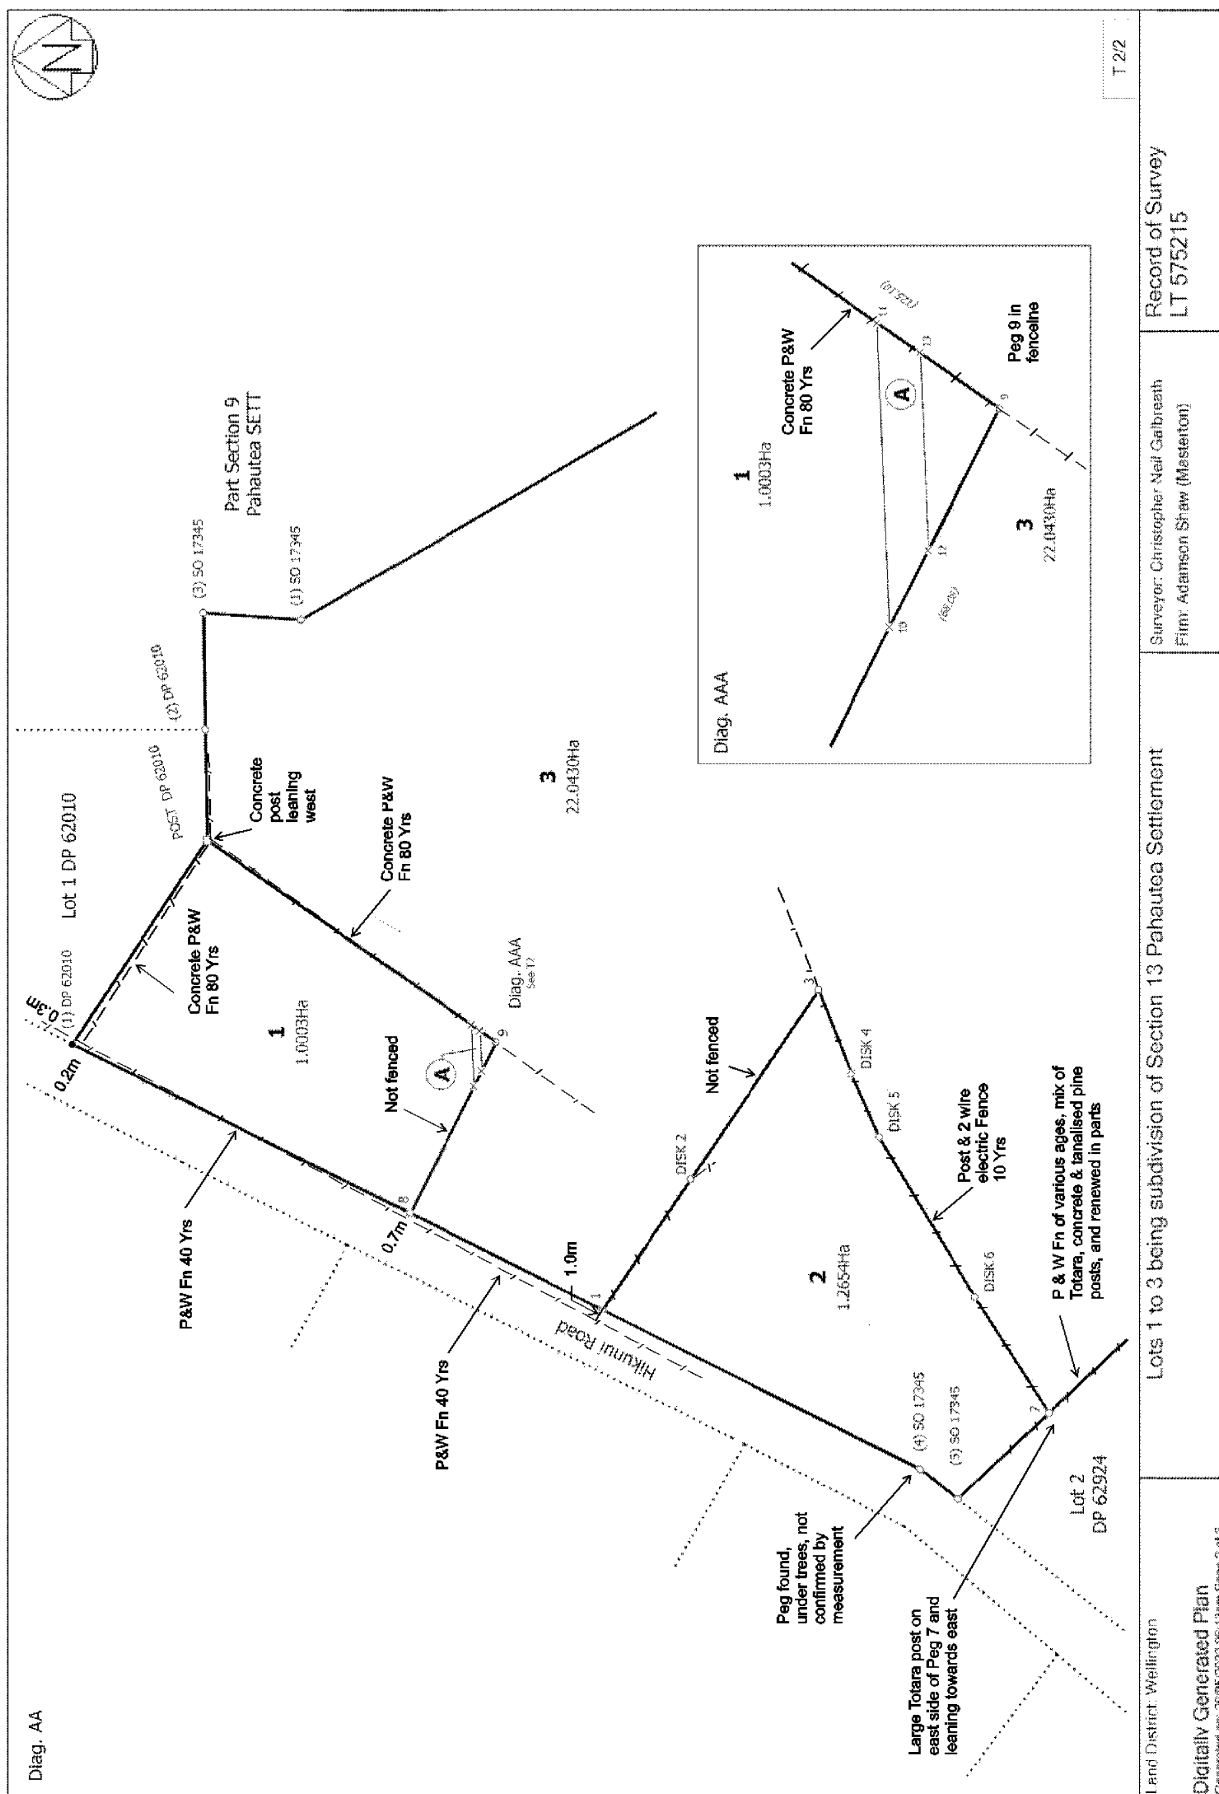 Diag. AA
N
T 2/2
(1) DP 62010
Lot 1 DP 62010
0.3m
0.2m
Concrete P&W
Fn 80 Yrs
POST DP 62010
(2) DP 62010
(3) SO 17345
Part Section 9
Pahautea SETT
(1) SO 17345
Concrete
post
leaning
west
P&W Fn 40 Yrs
1
1.0003Ha
Concrete P&W
Fn 80 Yrs
Not fenced
A
9
Diag. AAA
See T2
8
0.7m
3
22.0430Ha
P&W Fn 40 Yrs
1.0m
1
Hikunui Road
DISK 2
Not fenced
3
DISK 4
DISK 5
2
1.2654Ha
Post & 2 wire
electric Fence
10 Yrs
DISK 6
P & W Fn of various ages, mix of
Totara, concrete & tanalised pine
posts, and renewed in parts
7
(4) SO 17345
(5) SO 17345
Peg found,
under trees, not
confirmed by
measurement
Large Totara post on
east side of Peg 7 and
leaning towards east
Lot 2
DP 62924
Diag. AAA
1
1.0003Ha
Concrete P&W
Fn 80 Yrs
(125.10)
11
13
A
10
12
9
Peg 9 in
fenceline
3
22.0430Ha
Land District: Wellington
Digitally Generated Plan
Lots 1 to 3 being subdivision of Section 13 Pahautea Settlement
Surveyor: Christopher Neil Galbreath
Firm: Adamson Shaw (Masterton)
Record of Survey
LT 575215